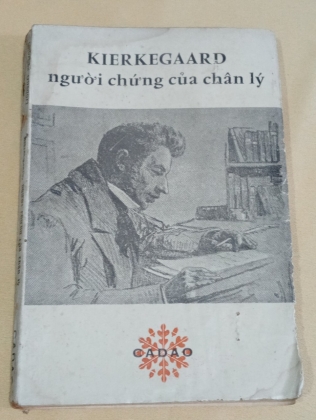 KIERKEGAARD
người chứng của chân lý
CADAO